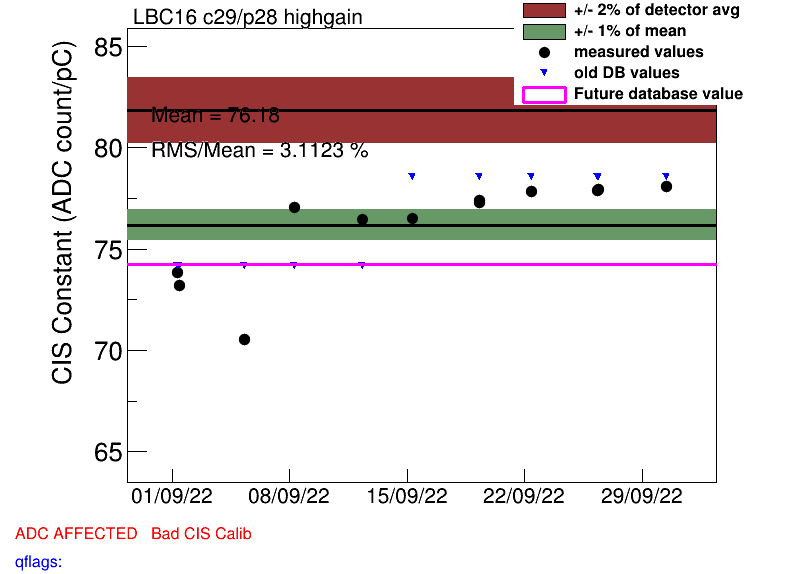 LBC16 c29/p28 highgain
+/- 2% of detector avg
+/- 1% of mean
measured values
old DB values
Future database value
Mean = 76.18
RMS/Mean = 3.1123 %
CIS Constant (ADC count/pC)
85
80
75
70
65
01/09/22 08/09/22 15/09/22 22/09/22 29/09/22
ADC AFFECTED Bad CIS Calib
qflags: